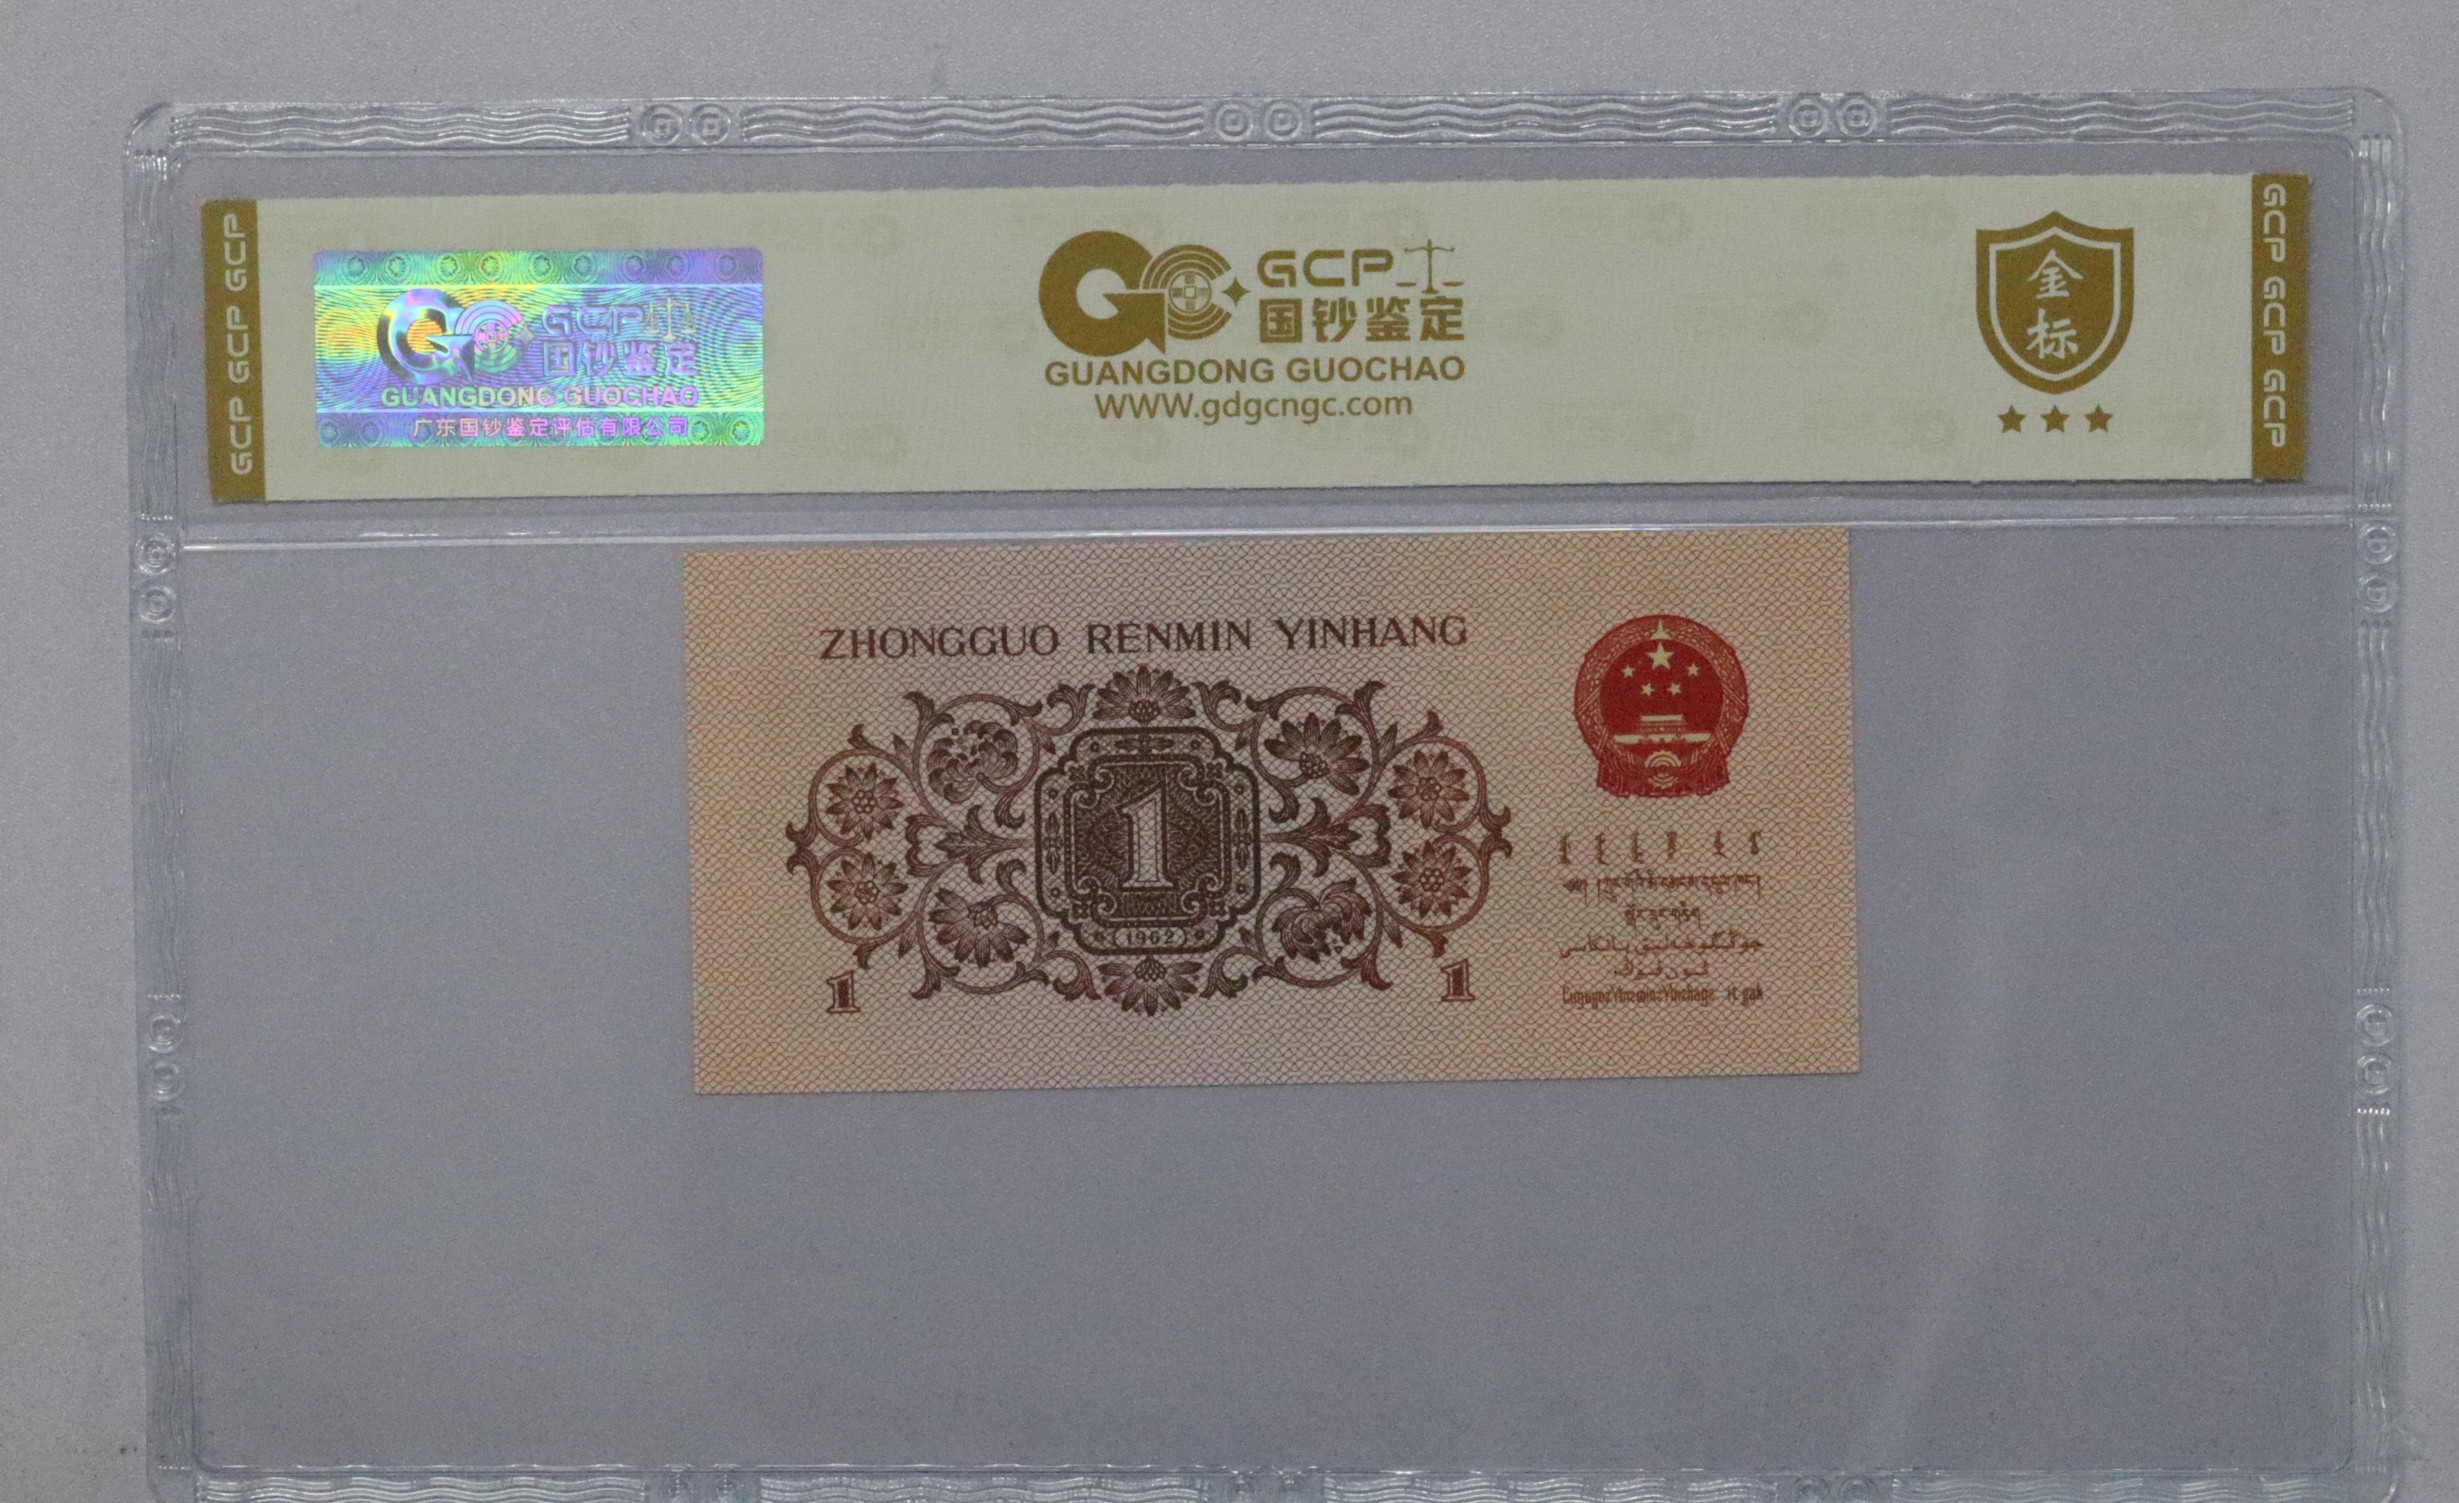 GCP GCP GCP
GCP
国钞鉴定
GUANGDONG GUOCHAO
广东国钞鉴定评估有限公司
GCP
国钞鉴定
GUANGDONG GUOCHAO
WWW.gdgcngc.com
金
标
GCP GCP GCP
ZHONGGUO RENMIN YINHANG
1
(1962)
1
1